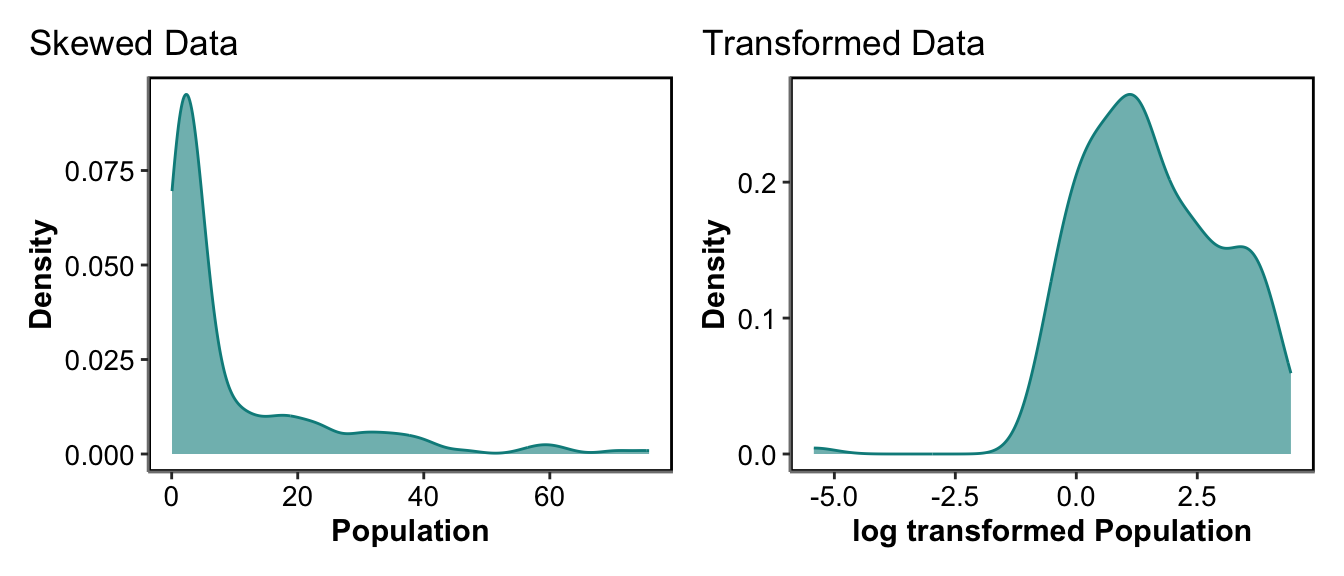 Skewed Data
Density
0.075
0.050
0.025
0.000
0 20 40 60
Population
Transformed Data
Density
0.2
0.1
0.0
-5.0 -2.5 0.0 2.5
log transformed Population